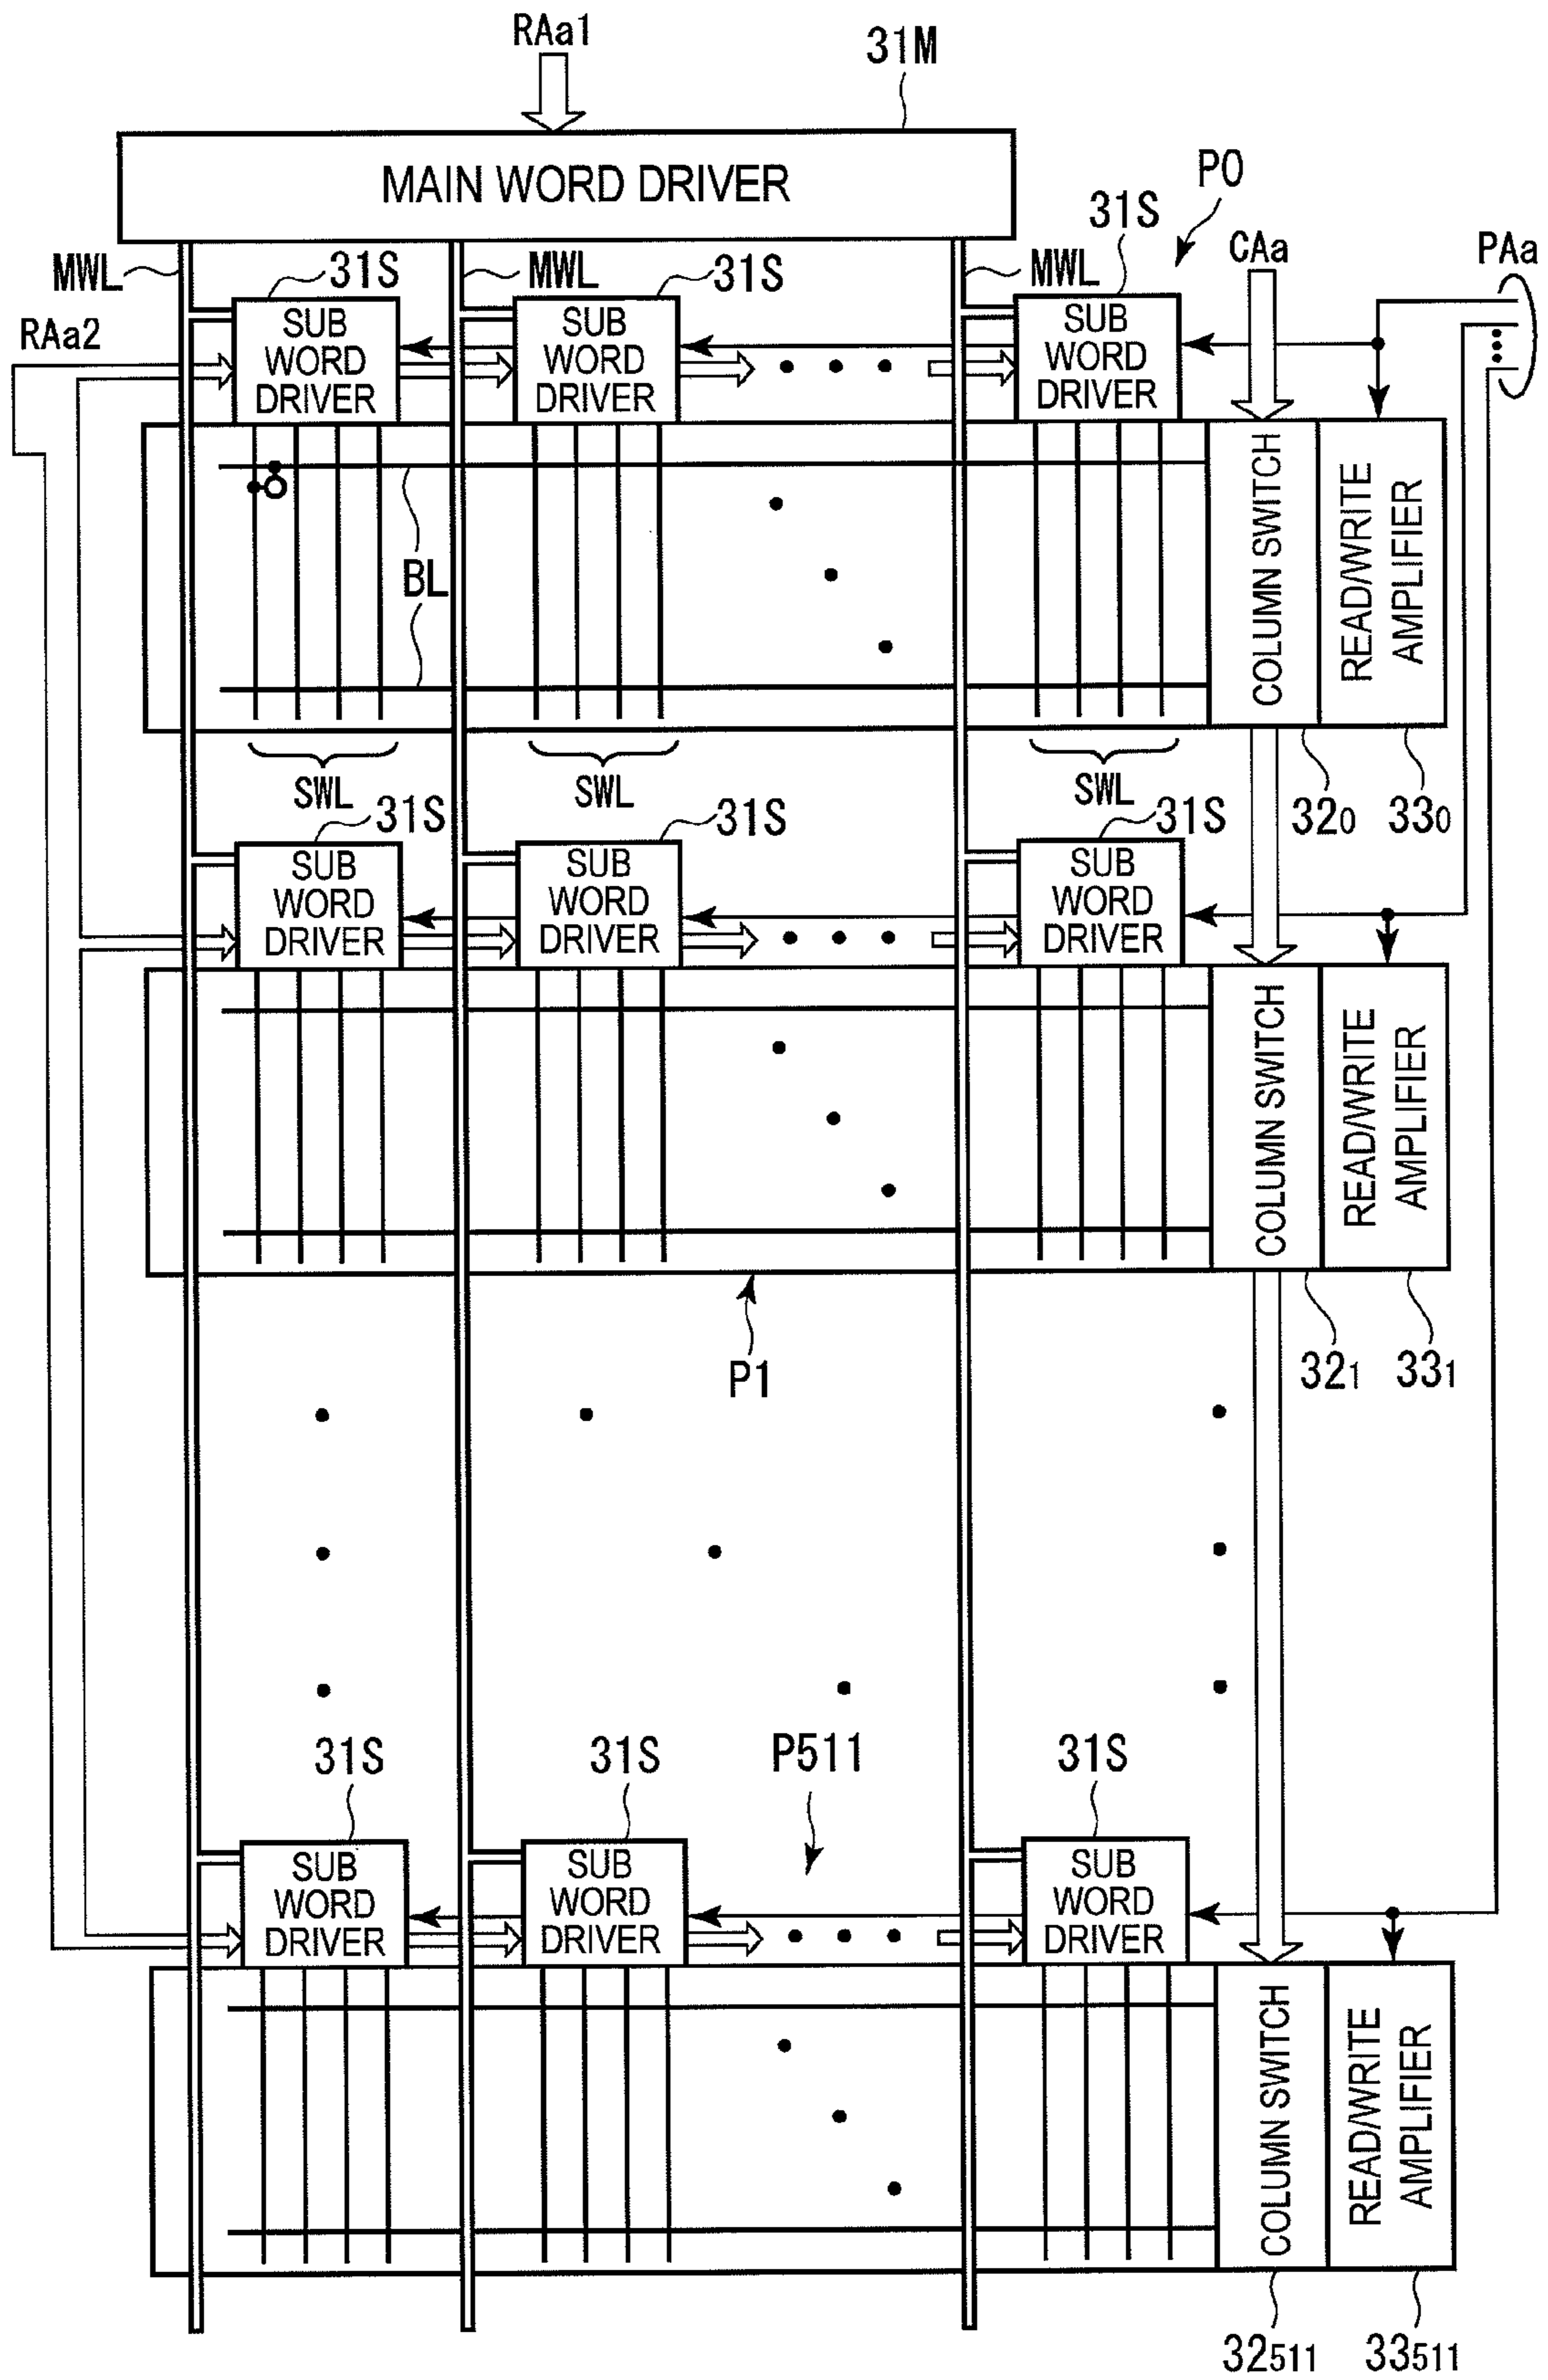 RAa1
31M
MAIN WORD DRIVER
P0
31S
CAa
PAa
MWL
31S
MWL
31S
MWL
RAa2
SUB
WORD
DRIVER
SUB
WORD
DRIVER
SUB
WORD
DRIVER
BL
COLUMN SWITCH
READ/WRITE
AMPLIFIER
SWL
SWL
SWL
320
330
31S
31S
31S
SUB
WORD
DRIVER
SUB
WORD
DRIVER
SUB
WORD
DRIVER
COLUMN SWITCH
READ/WRITE
AMPLIFIER
P1
321
331
31S
31S
P511
31S
SUB
WORD
DRIVER
SUB
WORD
DRIVER
SUB
WORD
DRIVER
COLUMN SWITCH
READ/WRITE
AMPLIFIER
32511
33511